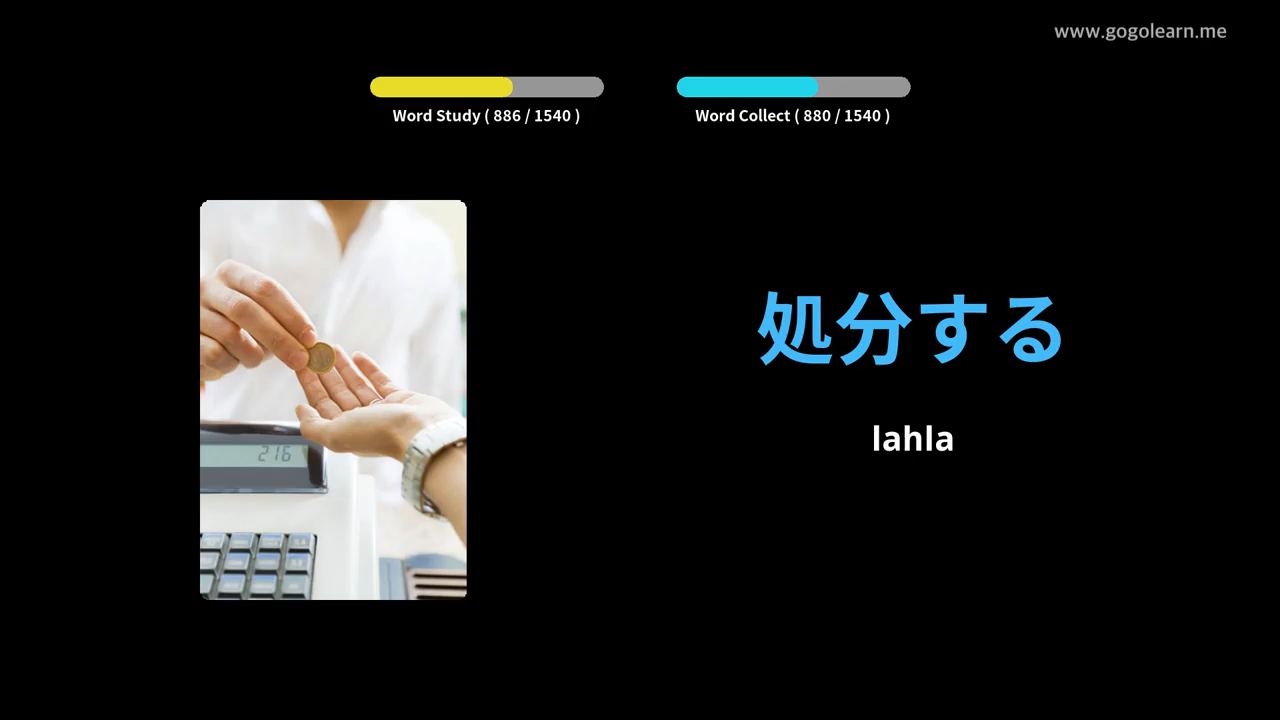 www.gogolearn.me
Word Study ( 886 / 1540 )
Word Collect ( 880 / 1540 )
216
処分する
lahla